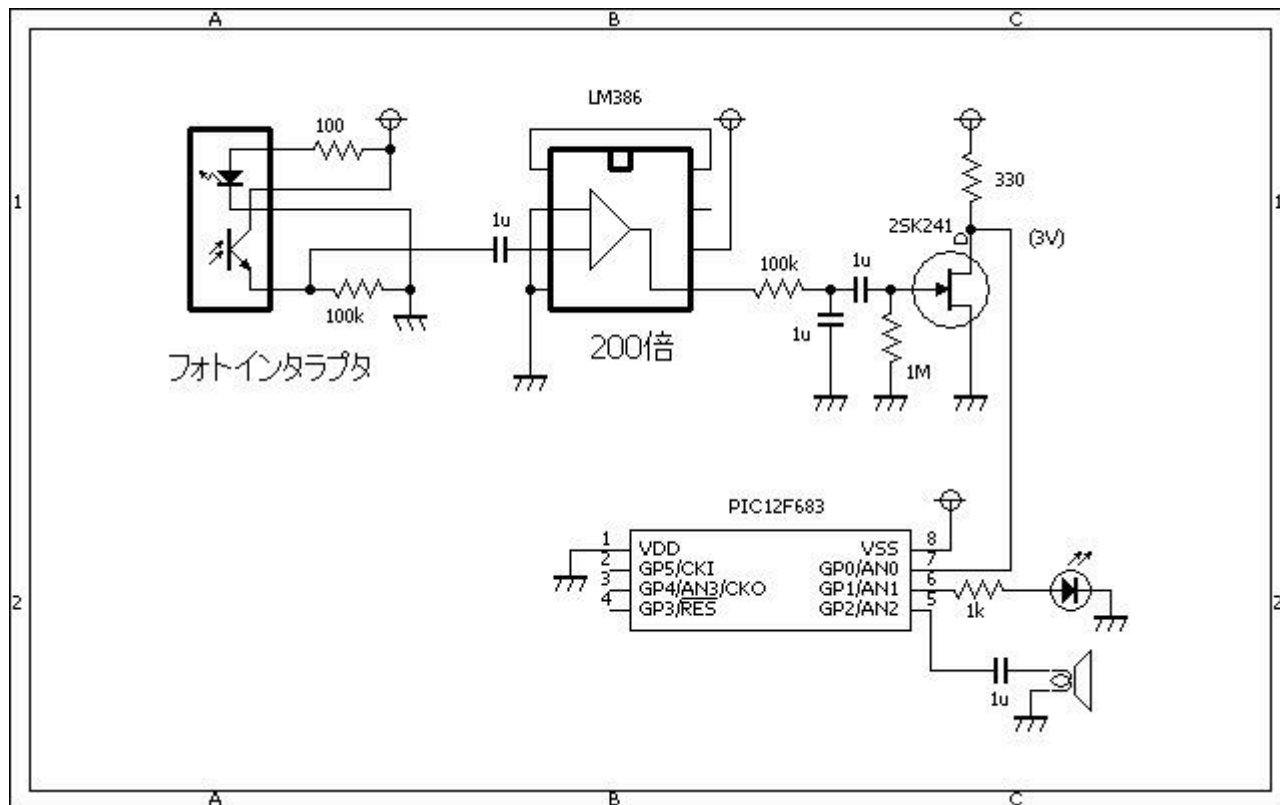 A B C
LM386
100
330
1 1
1u 2SK241 D (3V)
100k 1u
100k
1u
200倍
フォトインタラプタ
1M
PIC12F683
1 VDD VSS 8
2 GP5/CKI GP0/AN0 7
3 GP4/AN3/CKO GP1/AN1 6
4 GP3/RES GP2/AN2 5
2 2
1k
1u
A B C